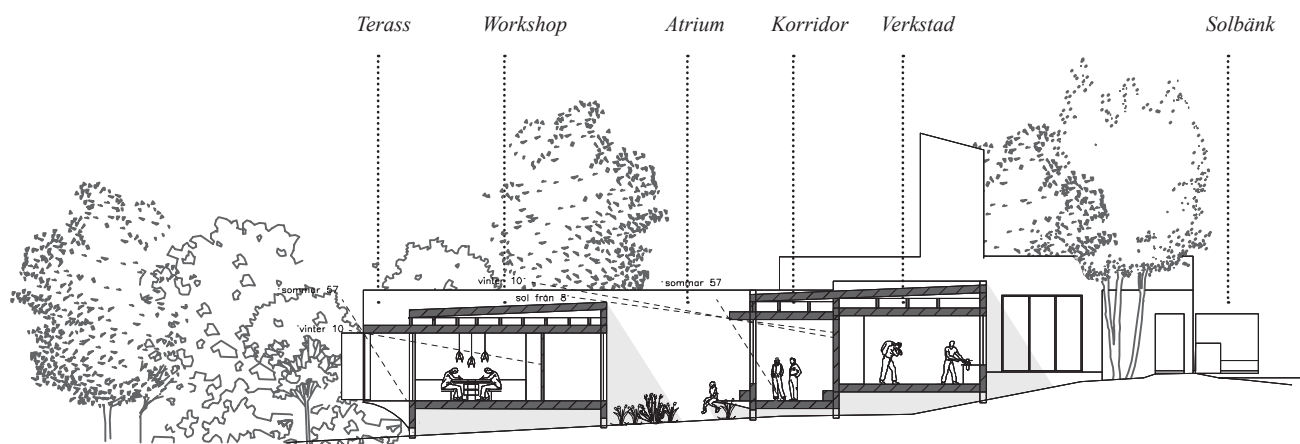 Terass
Workshop
Atrium
Korridor
Verkstad
Solbänk
vinter 10
sommar 57
sommar 57
sol från 8
vinter 10